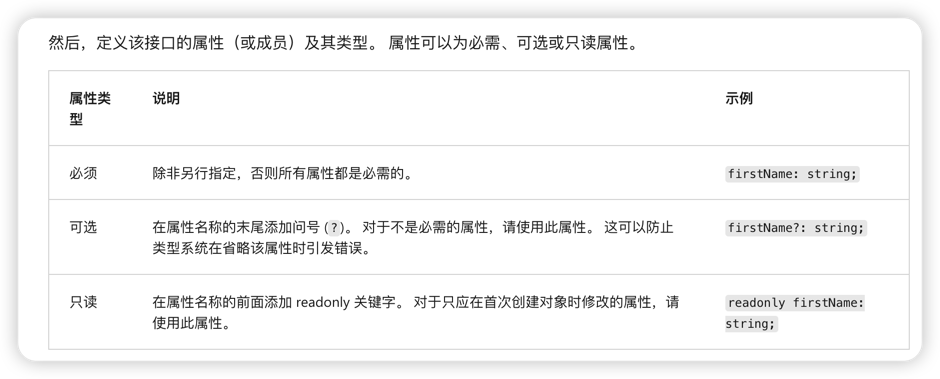 然后，定义该接口的属性（或成员）及其类型。 属性可以为必需、可选或只读属性。
属性类型 说明 示例
必须 除非另行指定，否则所有属性都是必需的。 firstName: string;
可选 在属性名称的末尾添加问号 (?)。 对于不是必需的属性，请使用此属性。 这可以防止 firstName?: string;
类型系统在省略该属性时引发错误。
只读 在属性名称的前面添加 readonly 关键字。 对于只应在首次创建对象时修改的属性，请 readonly firstName:
使用此属性。 string;